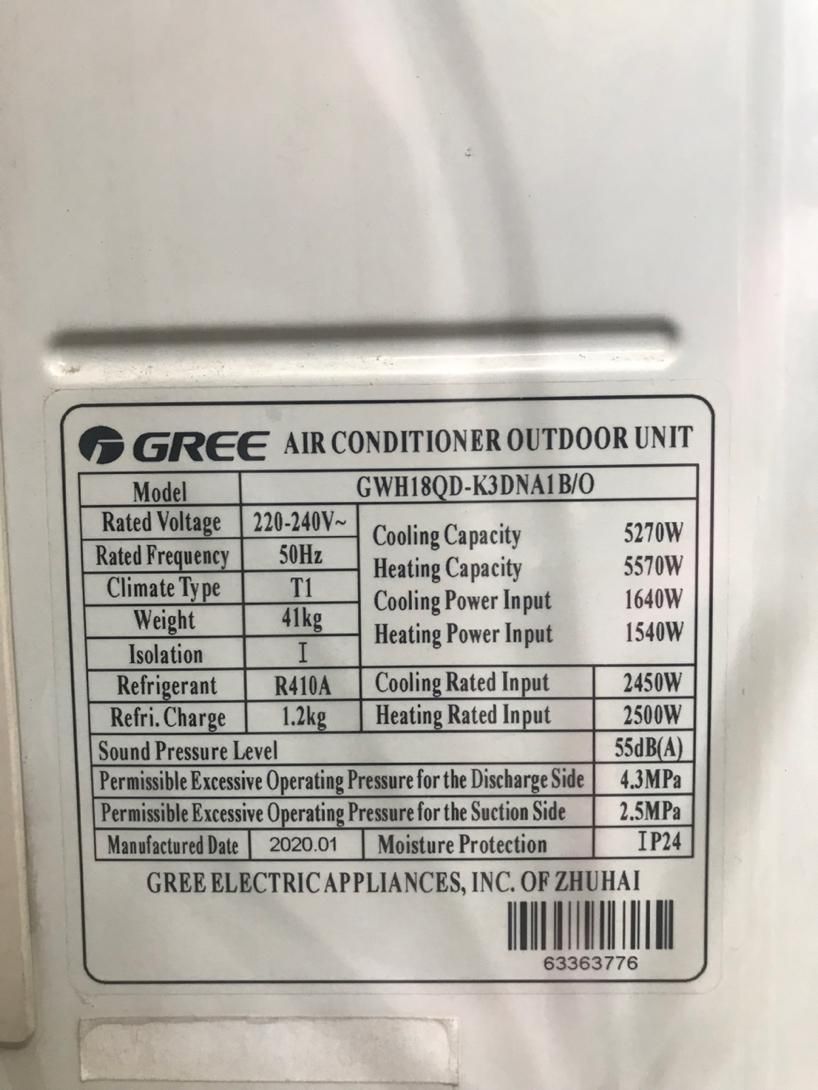 GREE AIR CONDITIONER OUTDOOR UNIT
Model GWH18QD-K3DNA1B/O
Rated Voltage 220-240V~
Rated Frequency 50Hz
Climate Type T1
Weight 41kg
Isolation I
Cooling Capacity 5270W
Heating Capacity 5570W
Cooling Power Input 1640W
Heating Power Input 1540W
Refrigerant R410A Cooling Rated Input 2450W
Refri. Charge 1.2kg Heating Rated Input 2500W
Sound Pressure Level 55dB(A)
Permissible Excessive Operating Pressure for the Discharge Side 4.3MPa
Permissible Excessive Operating Pressure for the Suction Side 2.5MPa
Manufactured Date 2020.01 Moisture Protection IP24
GREE ELECTRIC APPLIANCES, INC. OF ZHUHAI
63363776